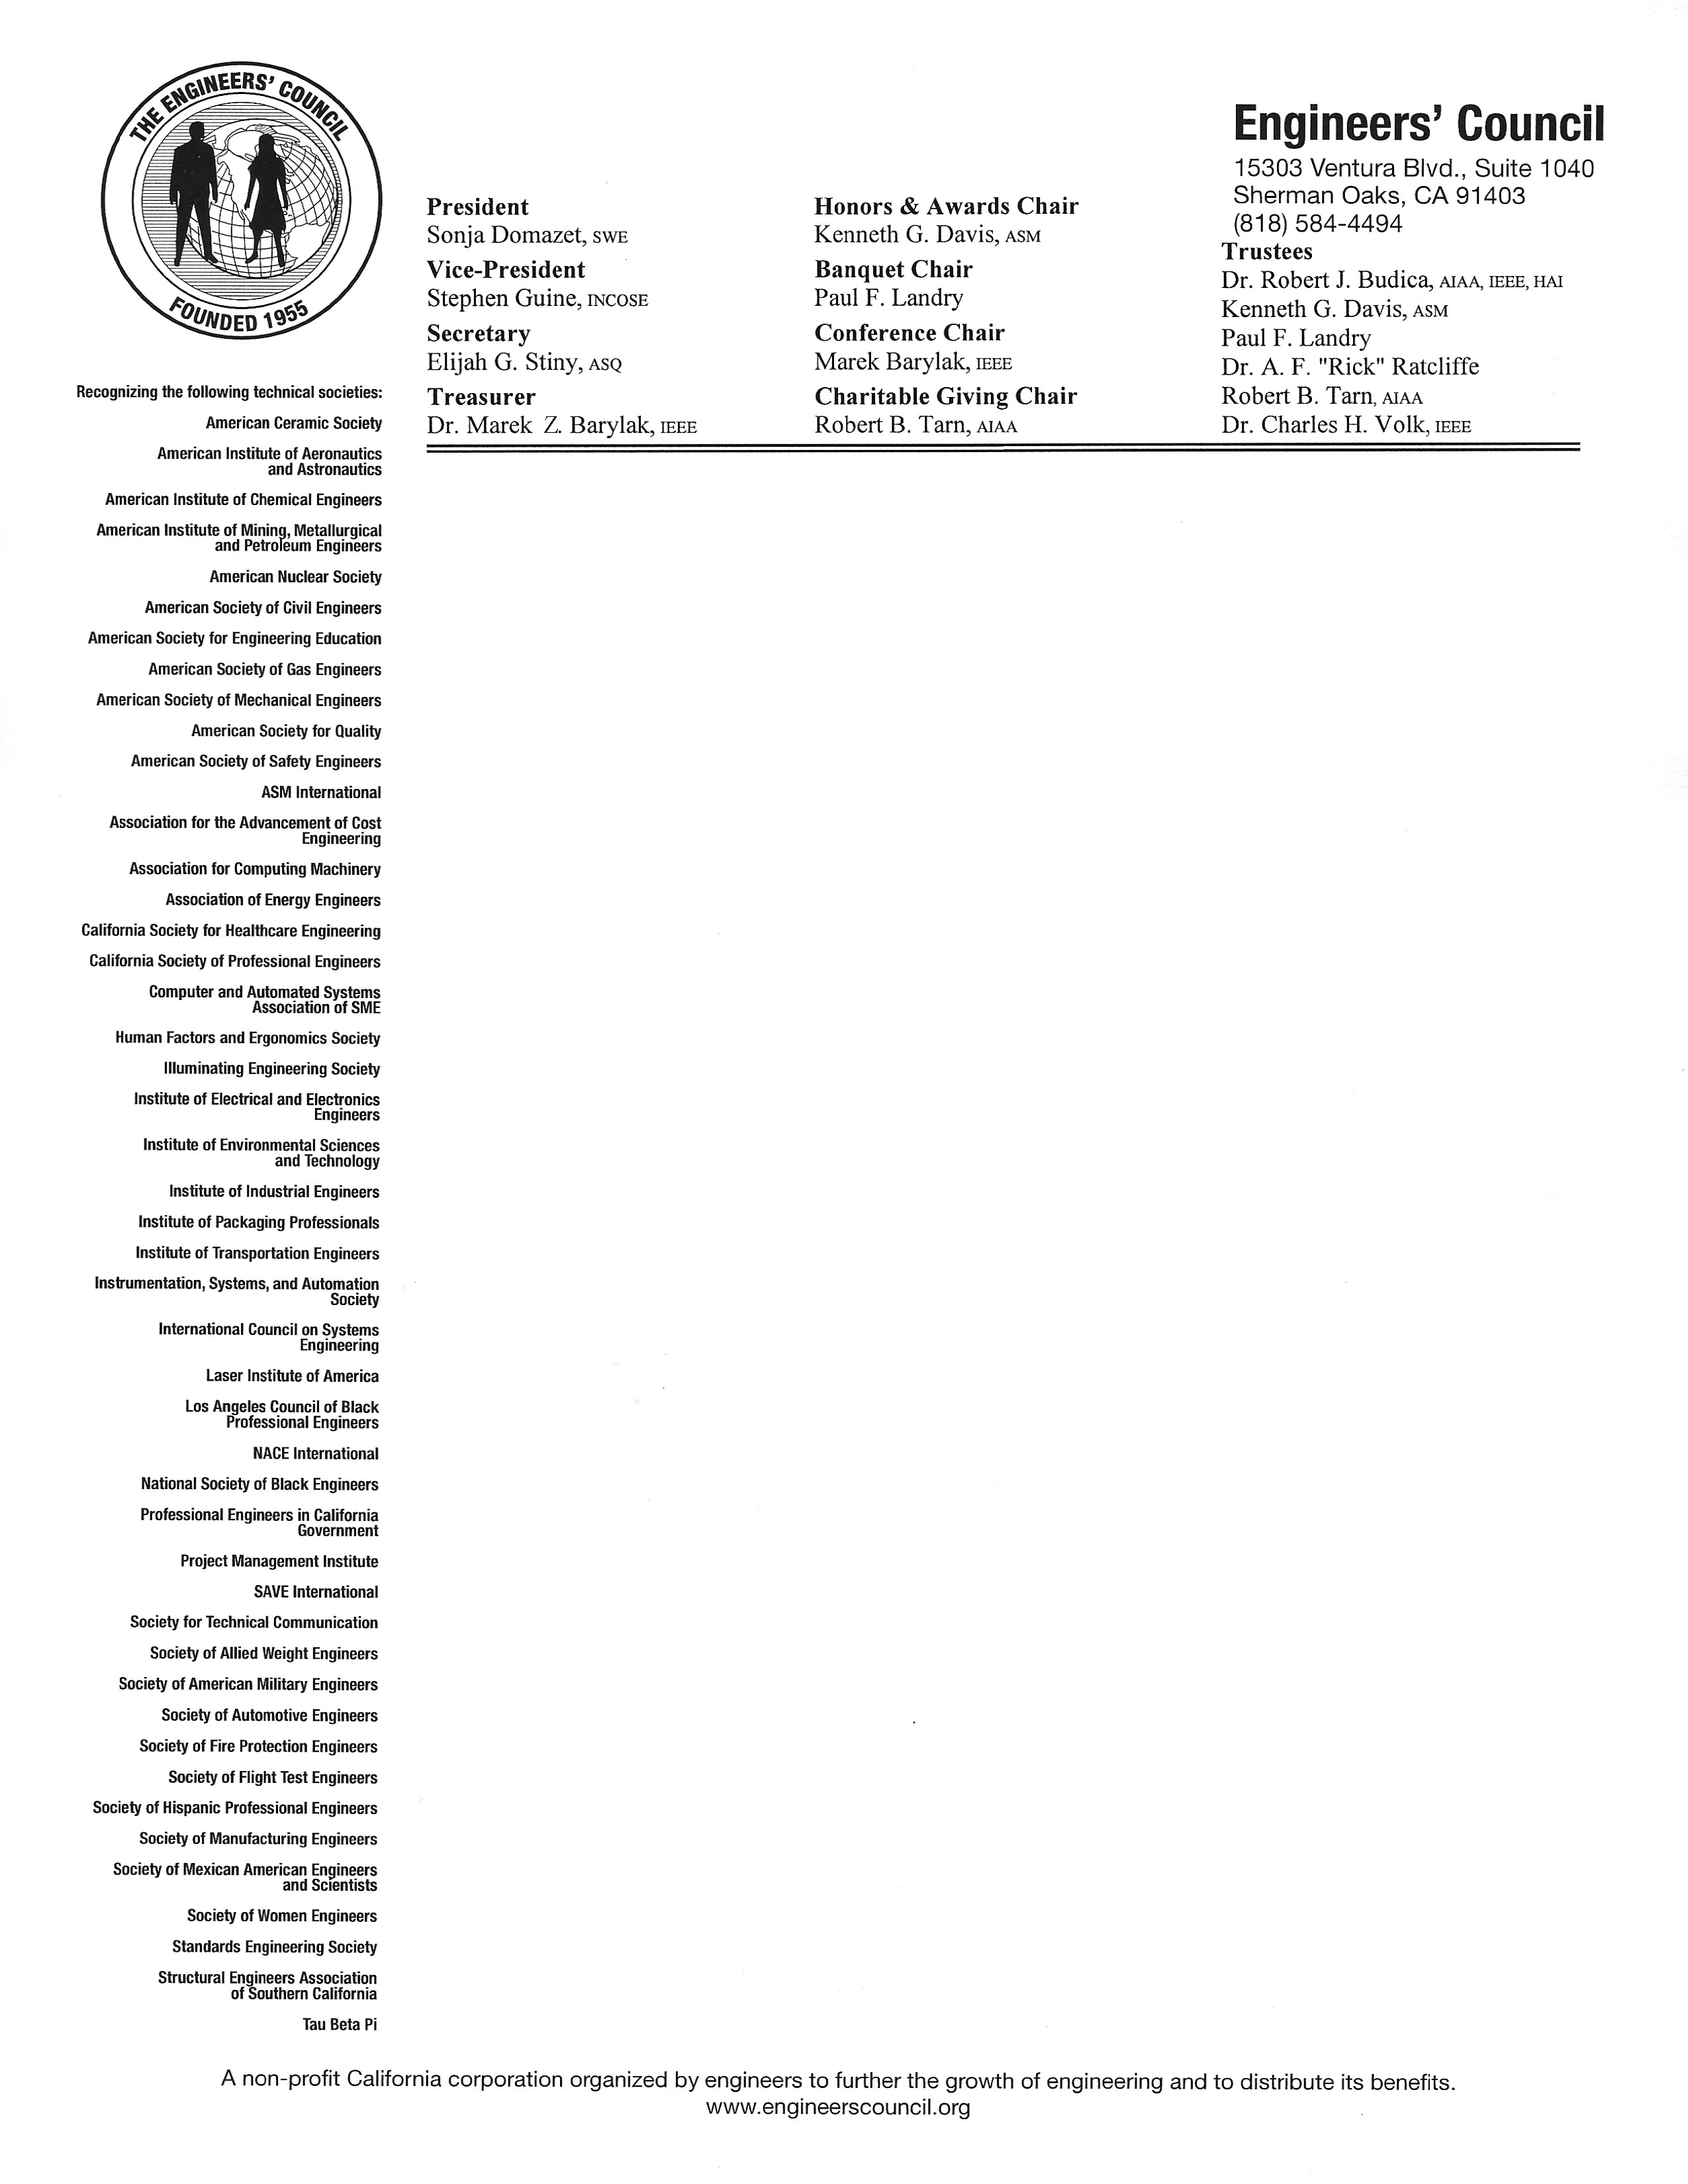 THE ENGINEERS' COUNCIL
FOUNDED 1955
Engineers' Council
15303 Ventura Blvd., Suite 1040
Sherman Oaks, CA 91403
(818) 584-4494
President
Sonja Domazet, SWE
Vice-President
Stephen Guine, INCOSE
Secretary
Elijah G. Stiny, ASQ
Treasurer
Dr. Marek Z. Barylak, IEEE
Honors & Awards Chair
Kenneth G. Davis, ASM
Banquet Chair
Paul F. Landry
Conference Chair
Marek Barylak, IEEE
Charitable Giving Chair
Robert B. Tarn, AIAA
Trustees
Dr. Robert J. Budica, AIAA, IEEE, HAI
Kenneth G. Davis, ASM
Paul F. Landry
Dr. A. F. "Rick" Ratcliffe
Robert B. Tarn, AIAA
Dr. Charles H. Volk, IEEE
Recognizing the following technical societies:
American Ceramic Society
American Institute of Aeronautics
and Astronautics
American Institute of Chemical Engineers
American Institute of Mining, Metallurgical
and Petroleum Engineers
American Nuclear Society
American Society of Civil Engineers
American Society for Engineering Education
American Society of Gas Engineers
American Society of Mechanical Engineers
American Society for Quality
American Society of Safety Engineers
ASM International
Association for the Advancement of Cost
Engineering
Association for Computing Machinery
Association of Energy Engineers
California Society for Healthcare Engineering
California Society of Professional Engineers
Computer and Automated Systems
Association of SME
Human Factors and Ergonomics Society
Illuminating Engineering Society
Institute of Electrical and Electronics
Engineers
Institute of Environmental Sciences
and Technology
Institute of Industrial Engineers
Institute of Packaging Professionals
Institute of Transportation Engineers
Instrumentation, Systems, and Automation
Society
International Council on Systems
Engineering
Laser Institute of America
Los Angeles Council of Black
Professional Engineers
NACE International
National Society of Black Engineers
Professional Engineers in California
Government
Project Management Institute
SAVE International
Society for Technical Communication
Society of Allied Weight Engineers
Society of American Military Engineers
Society of Automotive Engineers
Society of Fire Protection Engineers
Society of Flight Test Engineers
Society of Hispanic Professional Engineers
Society of Manufacturing Engineers
Society of Mexican American Engineers
and Scientists
Society of Women Engineers
Standards Engineering Society
Structural Engineers Association
of Southern California
Tau Beta Pi
A non-profit California corporation organized by engineers to further the growth of engineering and to distribute its benefits.
www.engineerscouncil.org